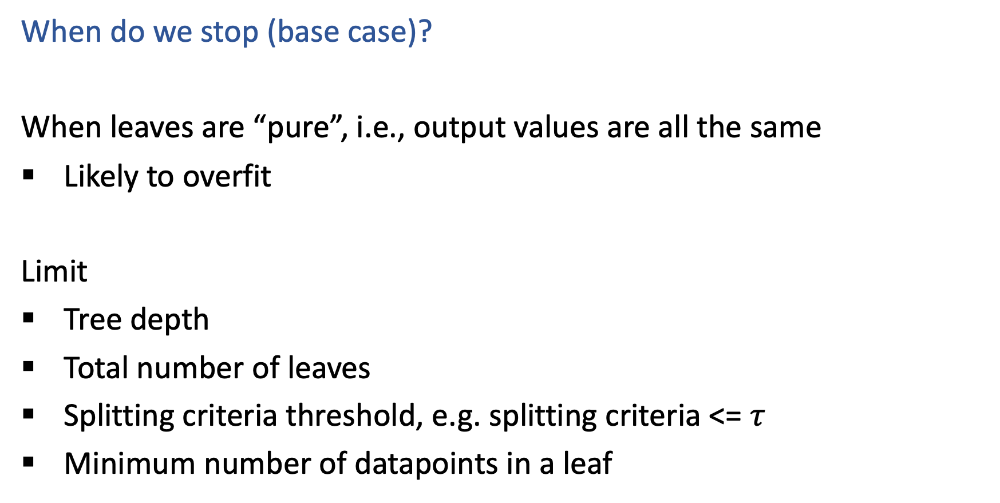 When do we stop (base case)?
When leaves are “pure”, i.e., output values are all the same
▪ Likely to overfit
Limit
▪ Tree depth
▪ Total number of leaves
▪ Splitting criteria threshold, e.g. splitting criteria <= τ
▪ Minimum number of datapoints in a leaf